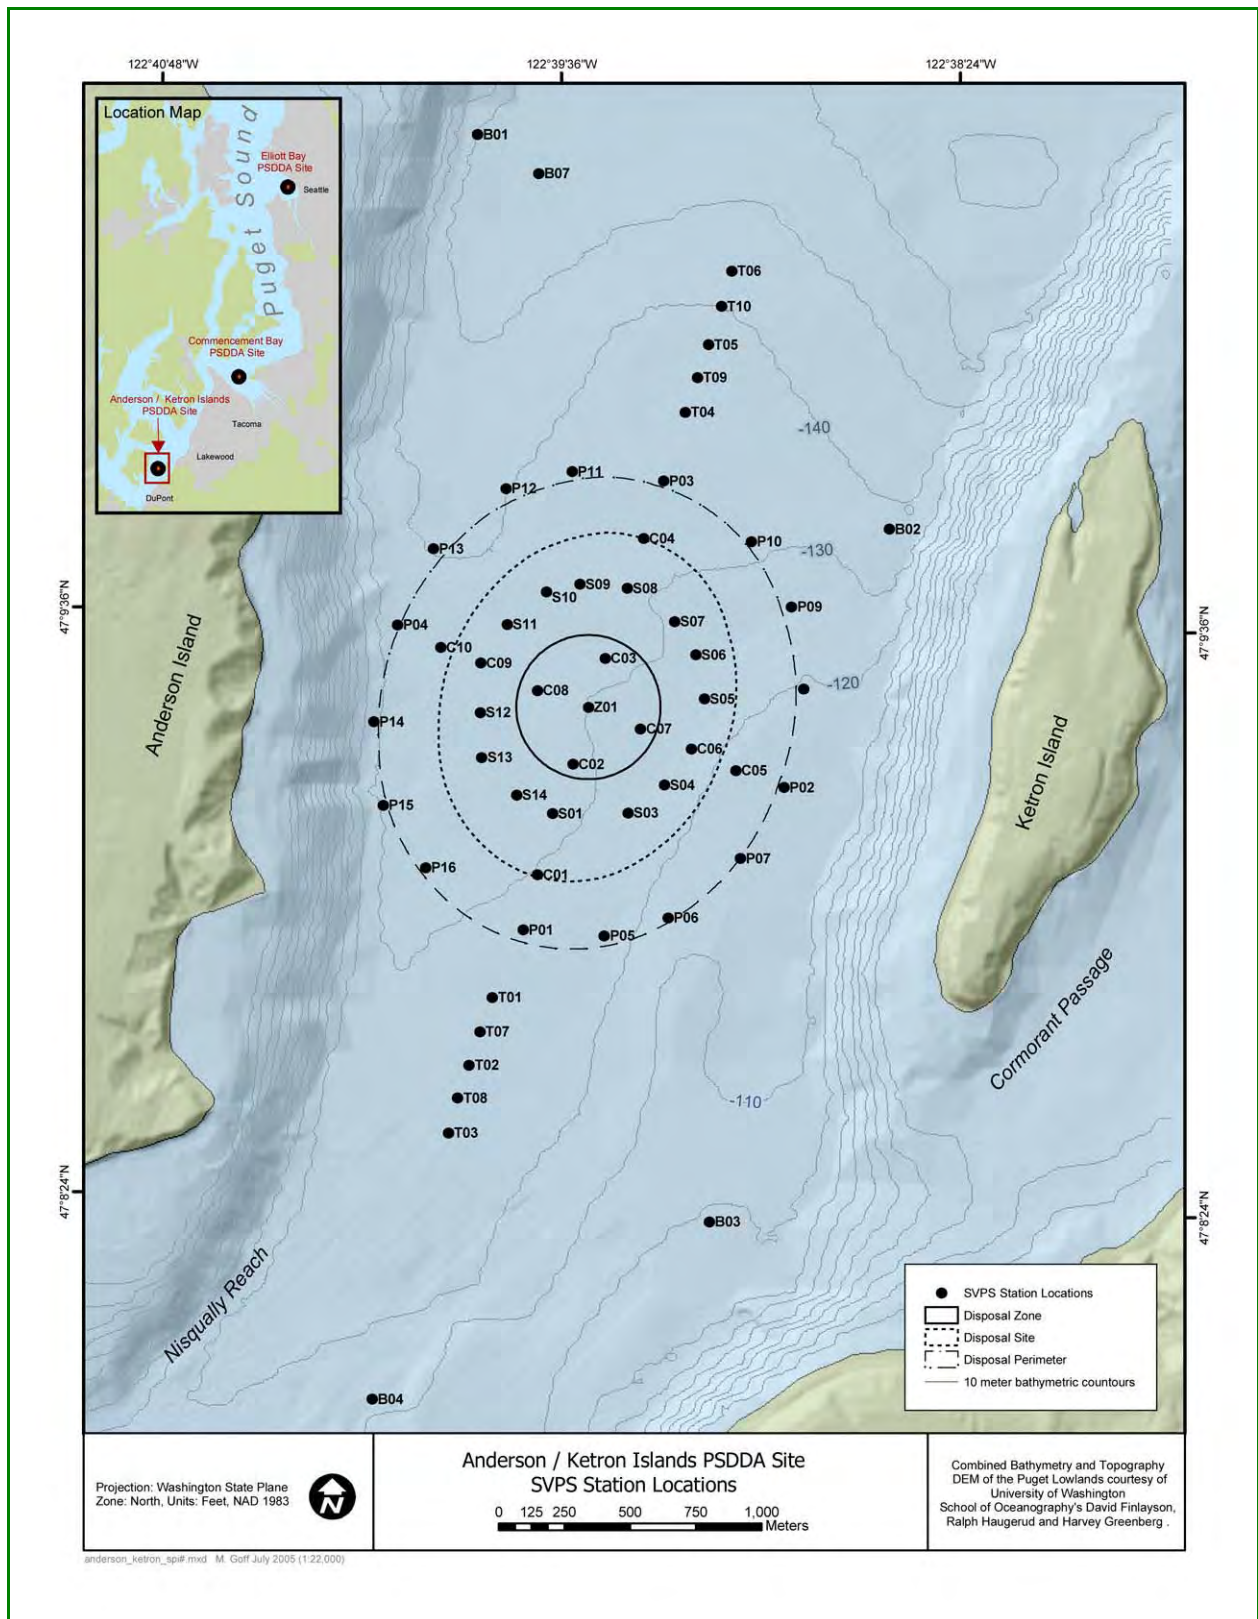 122°40'48"W
122°39'36"W
122°38'24"W
Location Map
Puget Sound
Elliott Bay
PSDDA Site
Seattle
Commencement Bay
PSDDA Site
Anderson / Ketron Islands
PSDDA Site
Tacoma
Lakewood
DuPont
B01
B07
T06
T10
T05
T09
T04
-140
P11
P03
P12
B02
C04
P10
P13
-130
S09
S08
S10
47°9'36"N
P09
S07
P04
S11
47°9'36"N
C10
C09
C03
S06
-120
C08
S05
Z01
S12
P14
C07
Anderson Island
Ketron Island
C06
S13
C02
C05
S04
P02
S14
P15
S01
S03
P07
P16
C01
P06
P01
P05
T01
T07
Cormorant Passage
T02
T08
-110
T03
47°8'24"N
47°8'24"N
B03
Nisqually Reach
SVPS Station Locations
Disposal Zone
Disposal Site
Disposal Perimeter
10 meter bathymetric countours
B04
Projection: Washington State Plane
Zone: North, Units: Feet, NAD 1983
N
Anderson / Ketron Islands PSDDA Site
SVPS Station Locations
0 125 250 500 750 1,000
Meters
Combined Bathymetry and Topography
DEM of the Puget Lowlands courtesy of
University of Washington
School of Oceanography's David Finlayson,
Ralph Haugerud and Harvey Greenberg .
anderson_ketron_spi#.mxd M. Goff July 2005 (1:22,000)